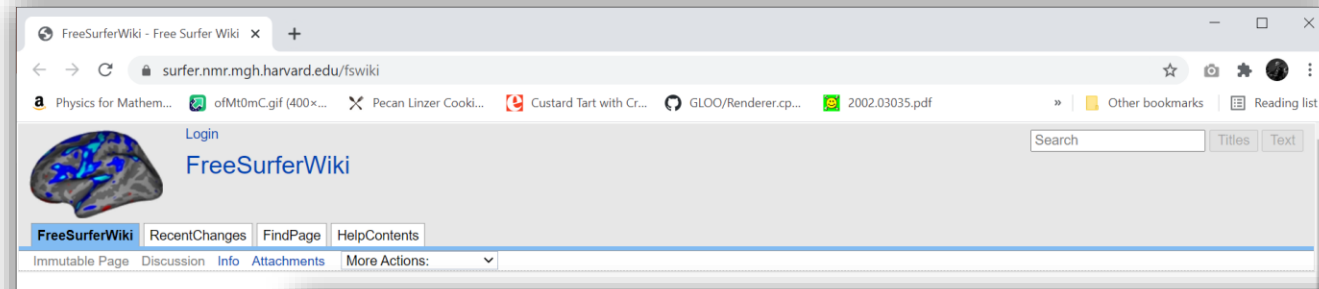 FreeSurferWiki - Free Surfer Wiki
surfer.nmr.mgh.harvard.edu/fswiki
a Physics for Mathem... ofMt0mC.gif (400×... Pecan Linzer Cooki... Custard Tart with Cr... GLOO/Renderer.cp... 2002.03035.pdf » Other bookmarks Reading list
Login
Search Titles Text
FreeSurferWiki
FreeSurferWiki RecentChanges FindPage HelpContents
Immutable Page Discussion Info Attachments More Actions: